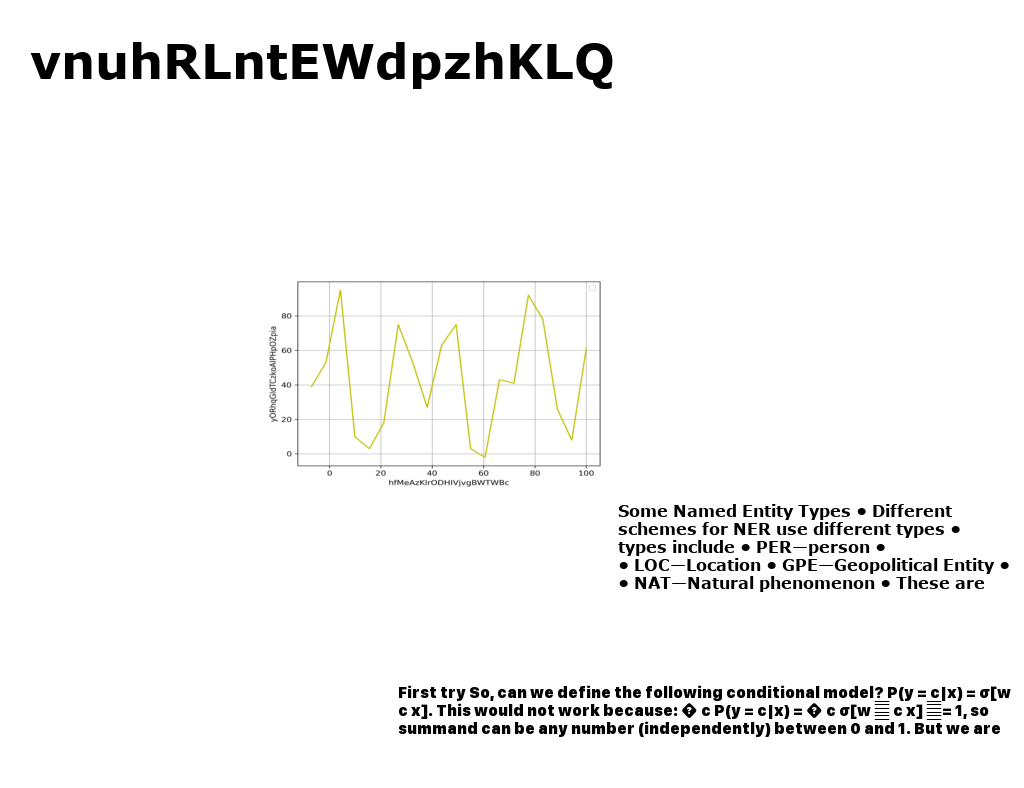 vnuhRLntEWdpzhKLQ
80
60
40
20
0
0 20 40 60 80 100
Some Named Entity Types • Different
schemes for NER use different types •
types include • PER—person •
• LOC—Location • GPE—Geopolitical Entity •
• NAT—Natural phenomenon • These are
First try So, can we define the following conditional model? P(y = c|x) = σ[w
c x]. This would not work because: � c P(y = c|x) = � c σ[w c x] = 1, so
summand can be any number (independently) between 0 and 1. But we are